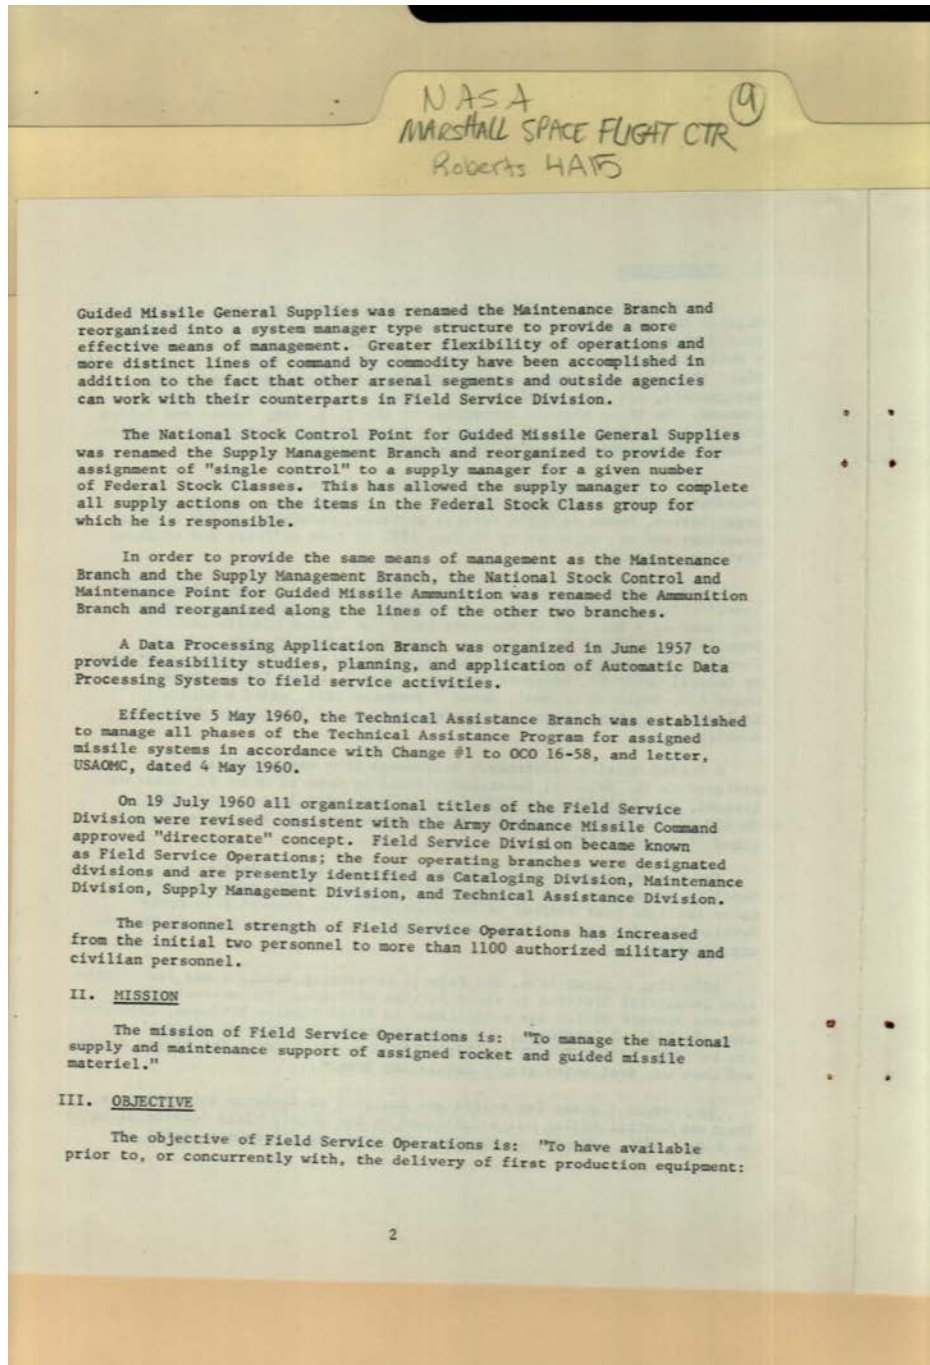 NASA
9
MARSHALL SPACE FLIGHT CTR
Roberts 4A15
Guided Missile General Supplies was renamed the Maintenance Branch and
reorganized into a system manager type structure to provide a more
effective means of management. Greater flexibility of operations and
more distinct lines of command by commodity have been accomplished in
addition to the fact that other arsenal segments and outside agencies
can work with their counterparts in Field Service Division.
The National Stock Control Point for Guided Missile General Supplies
was renamed the Supply Management Branch and reorganized to provide for
assignment of "single control" to a supply manager for a given number
of Federal Stock Classes. This has allowed the supply manager to complete
all supply actions on the items in the Federal Stock Class group for
which he is responsible.
In order to provide the same means of management as the Maintenance
Branch and the Supply Management Branch, the National Stock Control and
Maintenance Point for Guided Missile Ammunition was renamed the Ammunition
Branch and reorganized along the lines of the other two branches.
A Data Processing Application Branch was organized in June 1957 to
provide feasibility studies, planning, and application of Automatic Data
Processing Systems to field service activities.
Effective 5 May 1960, the Technical Assistance Branch was established
to manage all phases of the Technical Assistance Program for assigned
missile systems in accordance with Change #1 to OCO 16-58, and letter,
USAOMC, dated 4 May 1960.
On 19 July 1960 all organizational titles of the Field Service
Division were revised consistent with the Army Ordnance Missile Command
approved "directorate" concept. Field Service Division became known
as Field Service Operations; the four operating branches were designated
divisions and are presently identified as Cataloging Division, Maintenance
Division, Supply Management Division, and Technical Assistance Division.
The personnel strength of Field Service Operations has increased
from the initial two personnel to more than 1100 authorized military and
civilian personnel.
II. MISSION
The mission of Field Service Operations is: "To manage the national
supply and maintenance support of assigned rocket and guided missile
materiel."
III. OBJECTIVE
The objective of Field Service Operations is: "To have available
prior to, or concurrently with, the delivery of first production equipment:
2